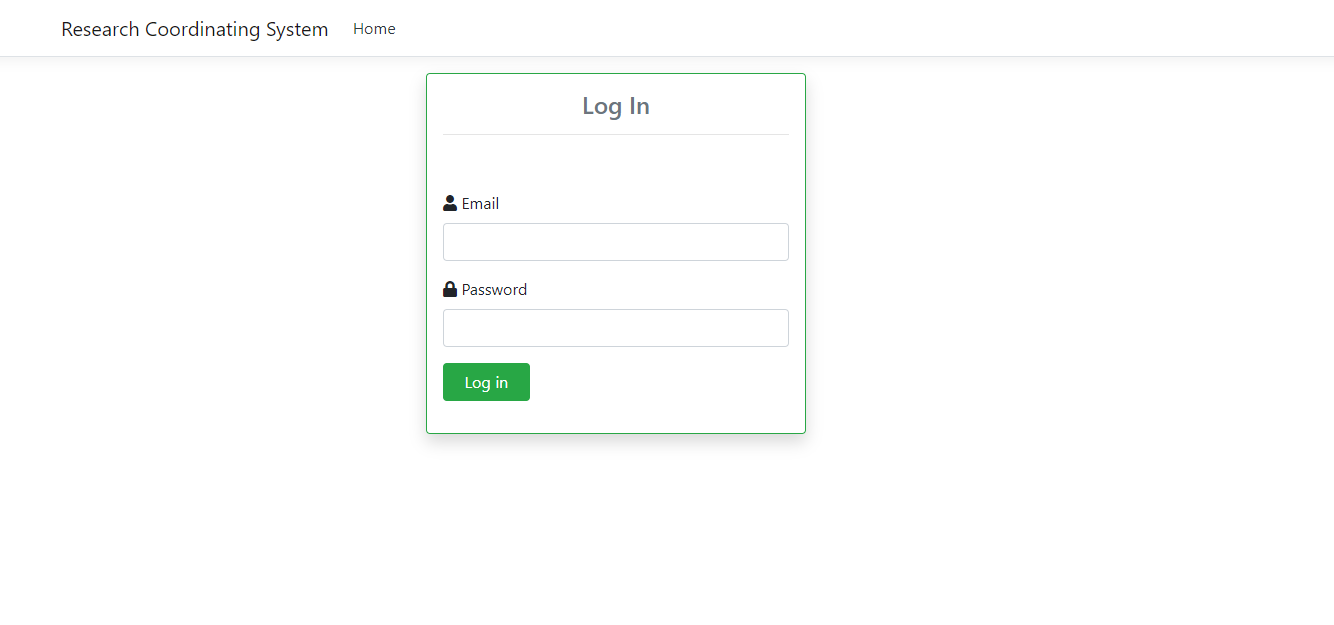 Research Coordinating System Home
Log In
Email
Password
Log in